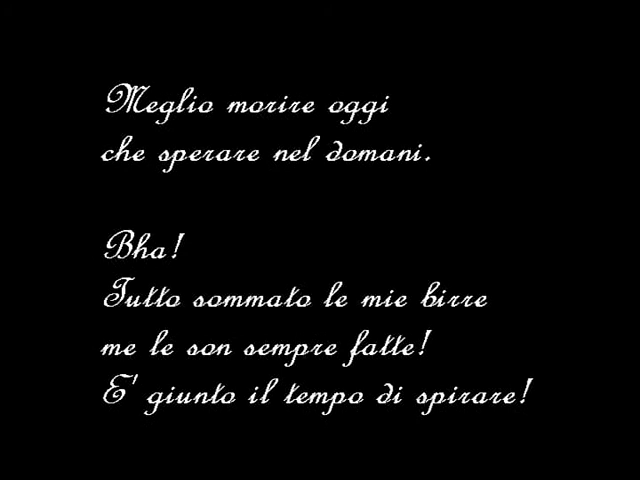 Meglio morire oggi
che sperare nel domani.
Bha!
Tutto sommato le mie birre
me le son sempre fatte!
E' giunto il tempo di spirare!